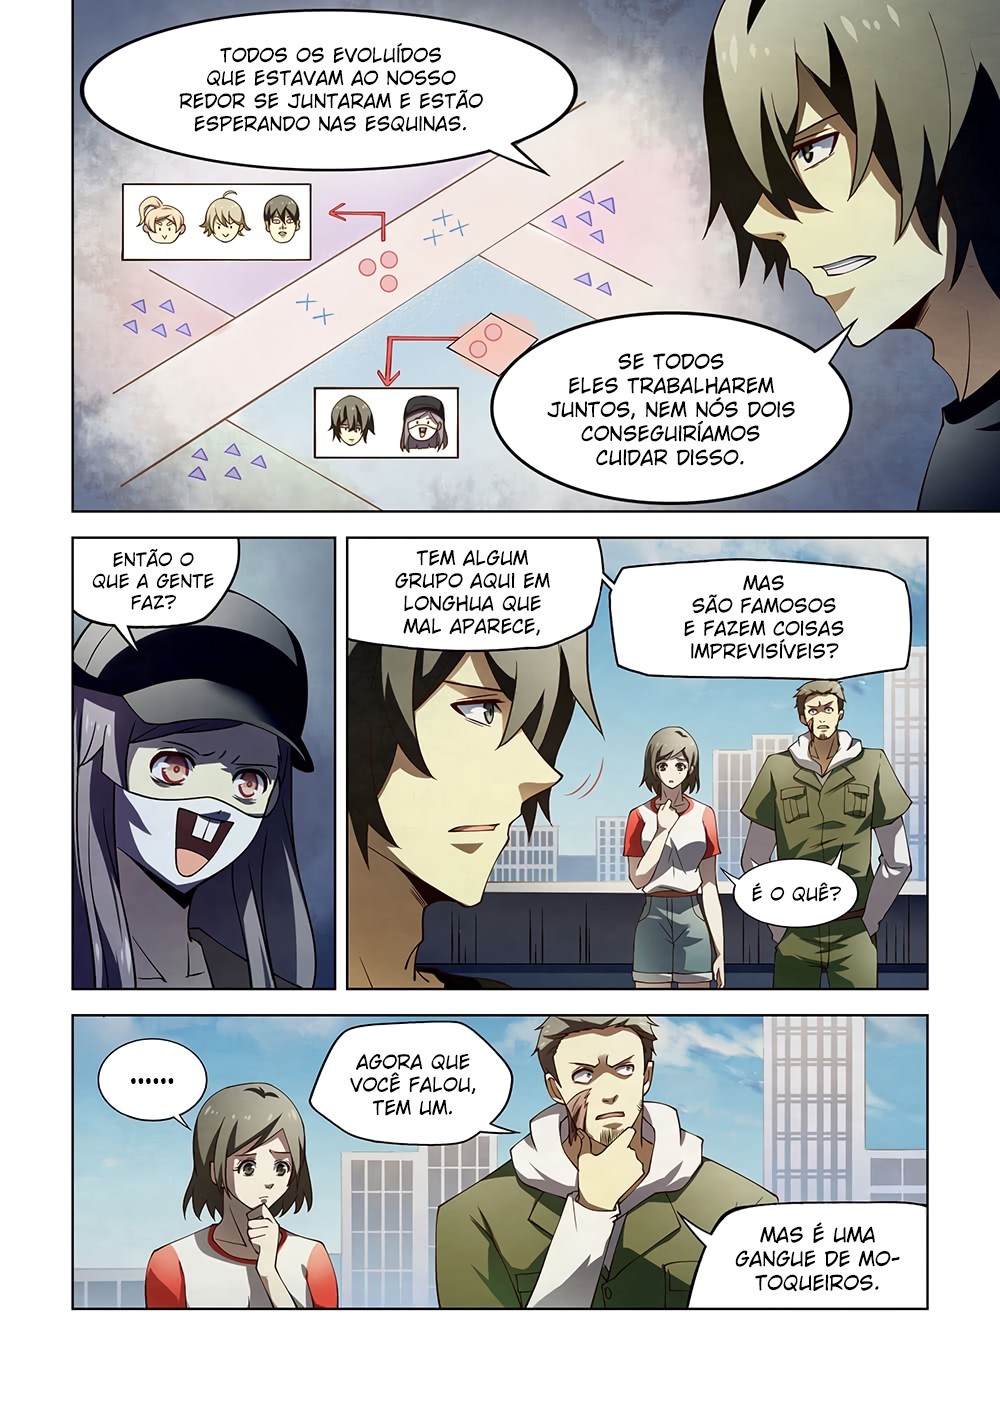 TODOS OS EVOLUÍDOS
QUE ESTAVAM AO NOSSO
REDOR SE JUNTARAM E ESTÃO
ESPERANDO NAS ESQUINAS.
SE TODOS
ELES TRABALHAREM
JUNTOS, NEM NÓS DOIS
CONSEGUIRÍAMOS
CUIDAR DISSO.
ENTÃO O
QUE A GENTE
FAZ?
TEM ALGUM
GRUPO AQUI EM
LONGHUA QUE
MAL APARECE,
MAS
SÃO FAMOSOS
E FAZEM COISAS
IMPREVISÍVEIS?
É O QUÊ?
......
AGORA QUE
VOCÊ FALOU,
TEM UM.
MAS É UMA
GANGUE DE MO-
TOQUEIROS.